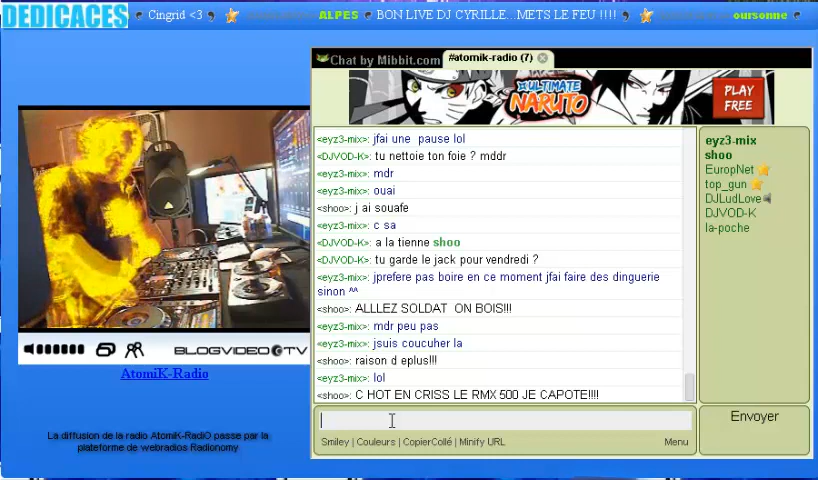 DEDICACES
Cingrid <3
ALPES
BON LIVE DJ CYRILLE...METS LE FEU !!!!
oursonne
Chat by Mibbit.com
#atomik-radio (7)
ULTIMATE
NARUTO
PLAY
FREE
<eyz3-mix>: jfai une pause lol
<DJVOD-K>: tu nettoie ton foie ? mddr
<eyz3-mix>: mdr
<eyz3-mix>: ouai
<shoo>: j ai souafe
<eyz3-mix>: c sa
<DJVOD-K>: a la tienne shoo
<DJVOD-K>: tu garde le jack pour vendredi ?
<eyz3-mix>: jprefere pas boire en ce moment jfai faire des dinguerie
sinon ^^
<shoo>: ALLLEZ SOLDAT ON BOIS!!!
<eyz3-mix>: mdr peu pas
<eyz3-mix>: jsuis coucuher la
<shoo>: raison d eplus!!!
<eyz3-mix>: lol
<shoo>: C HOT EN CRISS LE RMX 500 JE CAPOTE!!!!
eyz3-mix
shoo
EuropNet
top_gun
DJLudLove
DJVOD-K
la-poche
Envoyer
Smiley | Couleurs | CopierCollé | Minify URL
Menu
BLOGVIDEO TV
AtomiK-Radio
La diffusion de la radio AtomiK-RadiO passe par la
plateforme de webradios Radionomy